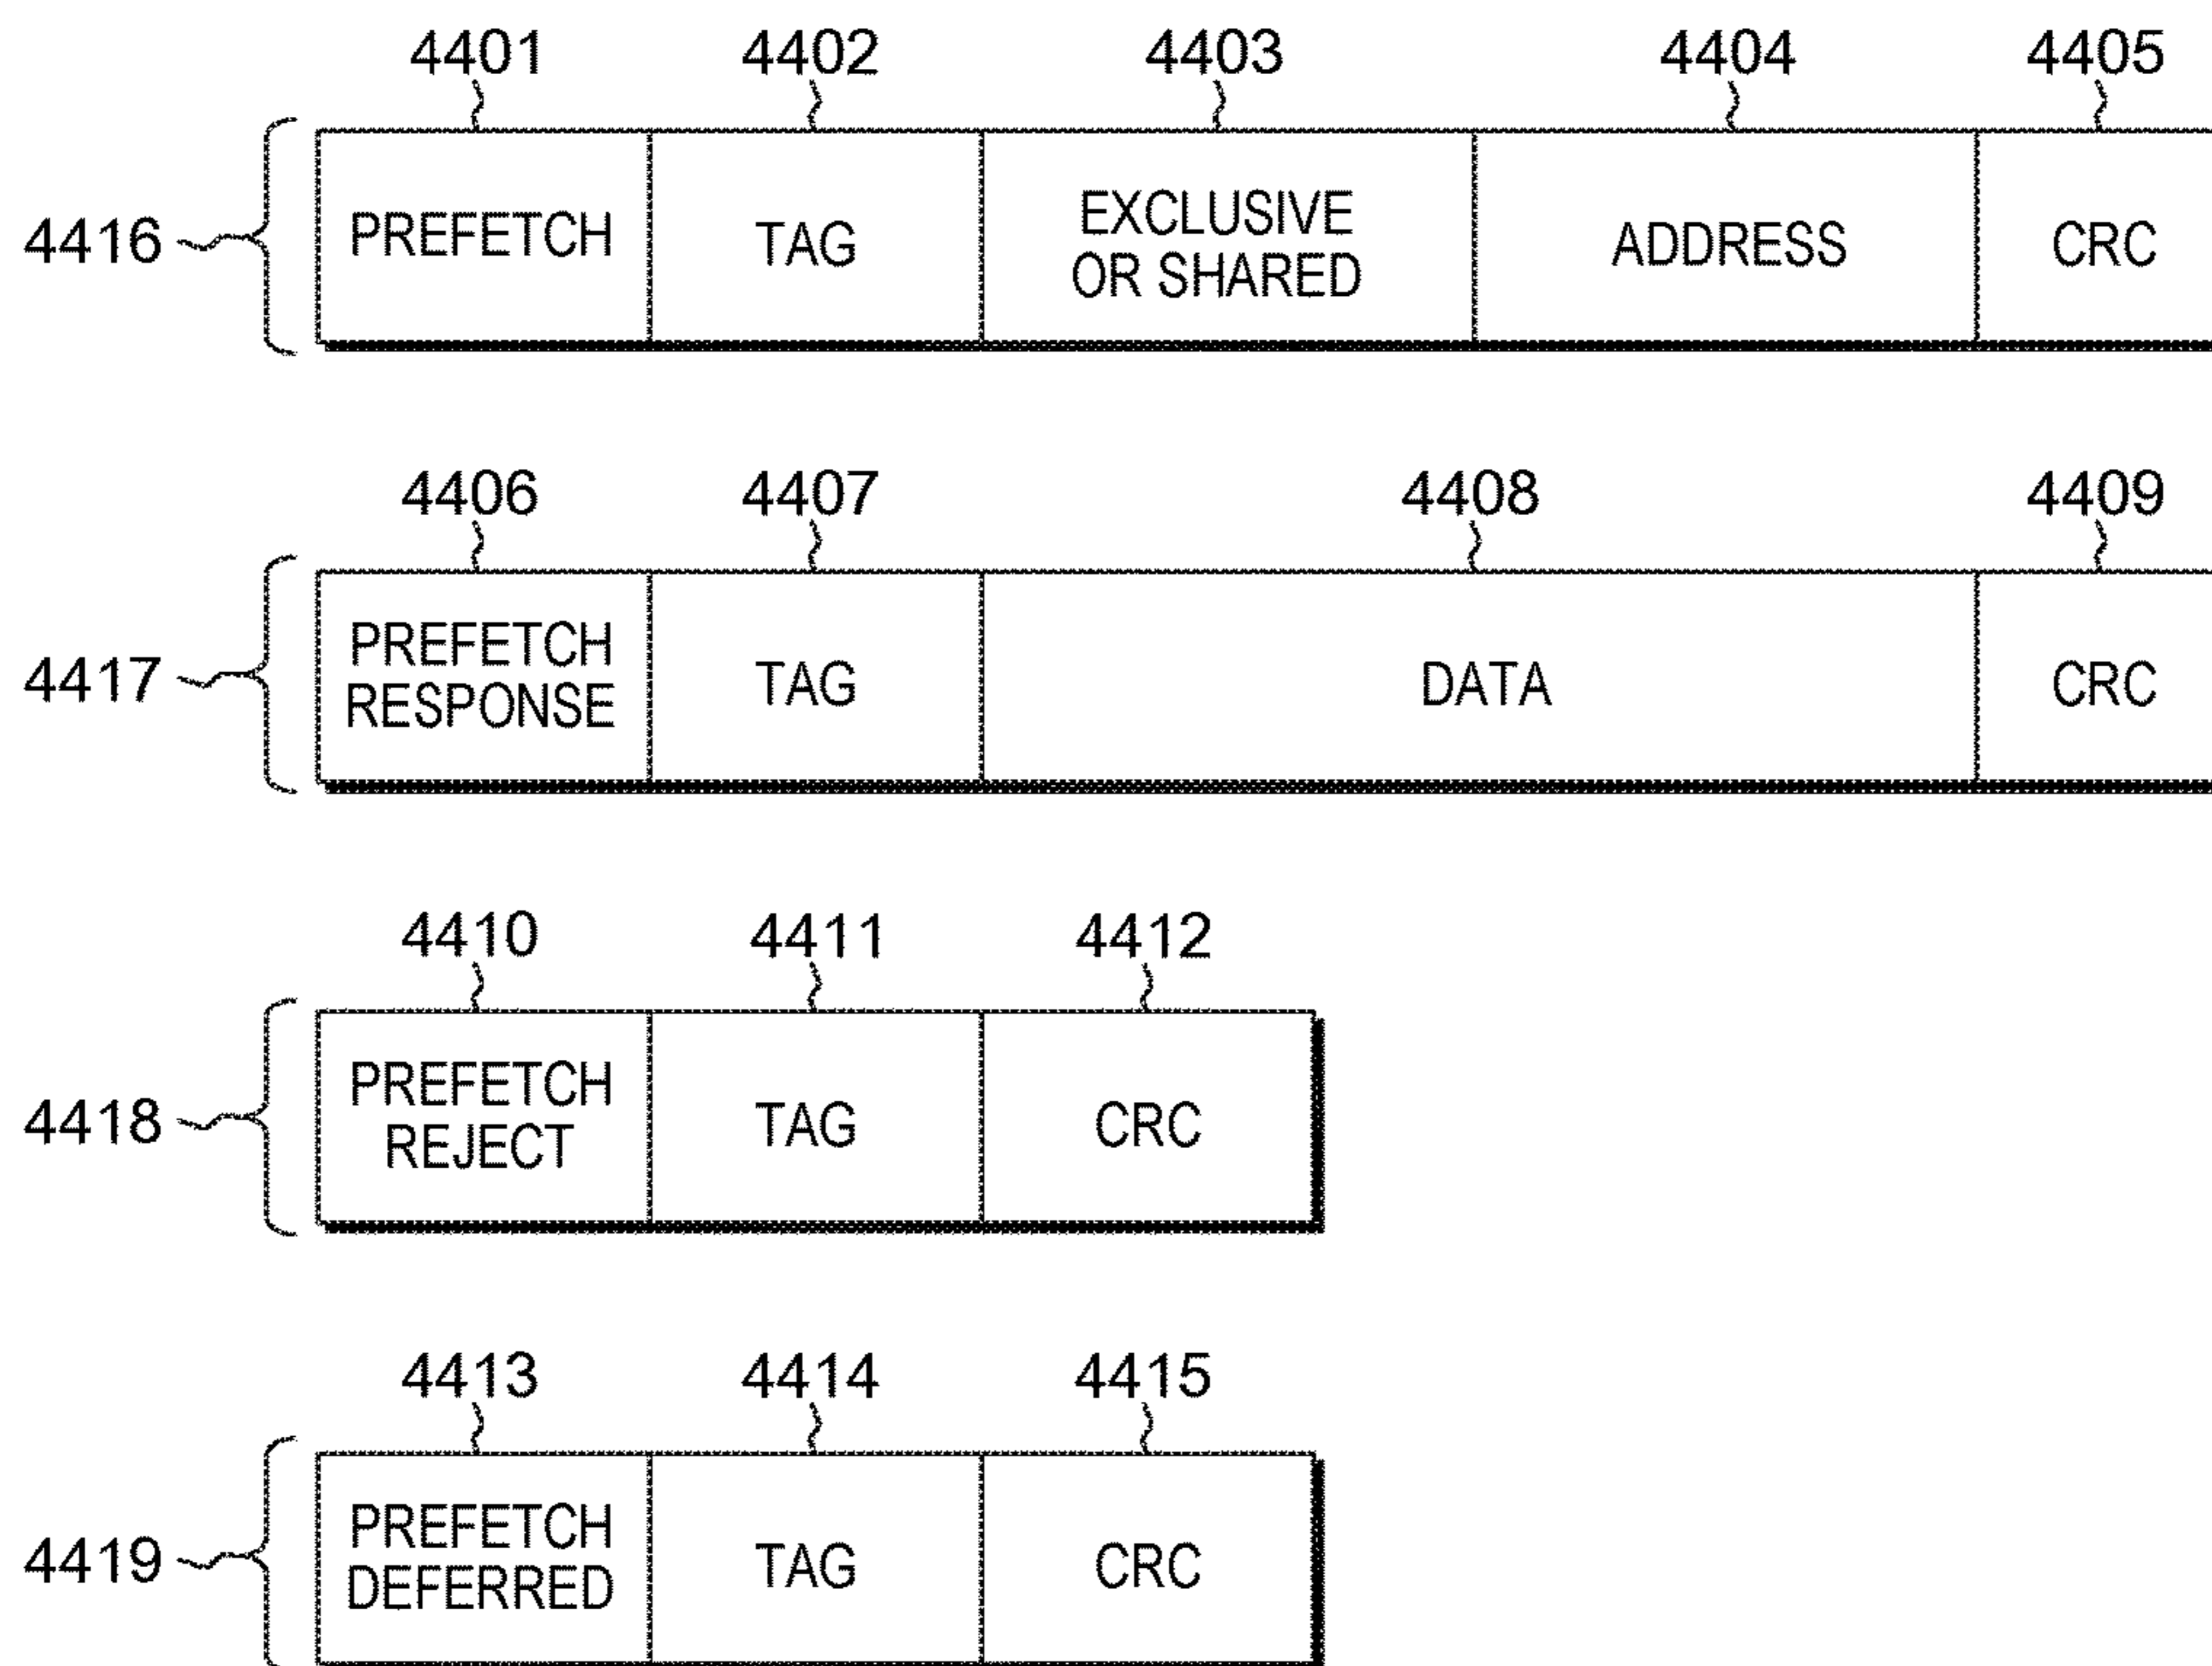 4401 4402 4403 4404 4405
4416 PREFETCH TAG EXCLUSIVE OR SHARED ADDRESS CRC
4406 4407 4408 4409
4417 PREFETCH RESPONSE TAG DATA CRC
4410 4411 4412
4418 PREFETCH REJECT TAG CRC
4413 4414 4415
4419 PREFETCH DEFERRED TAG CRC